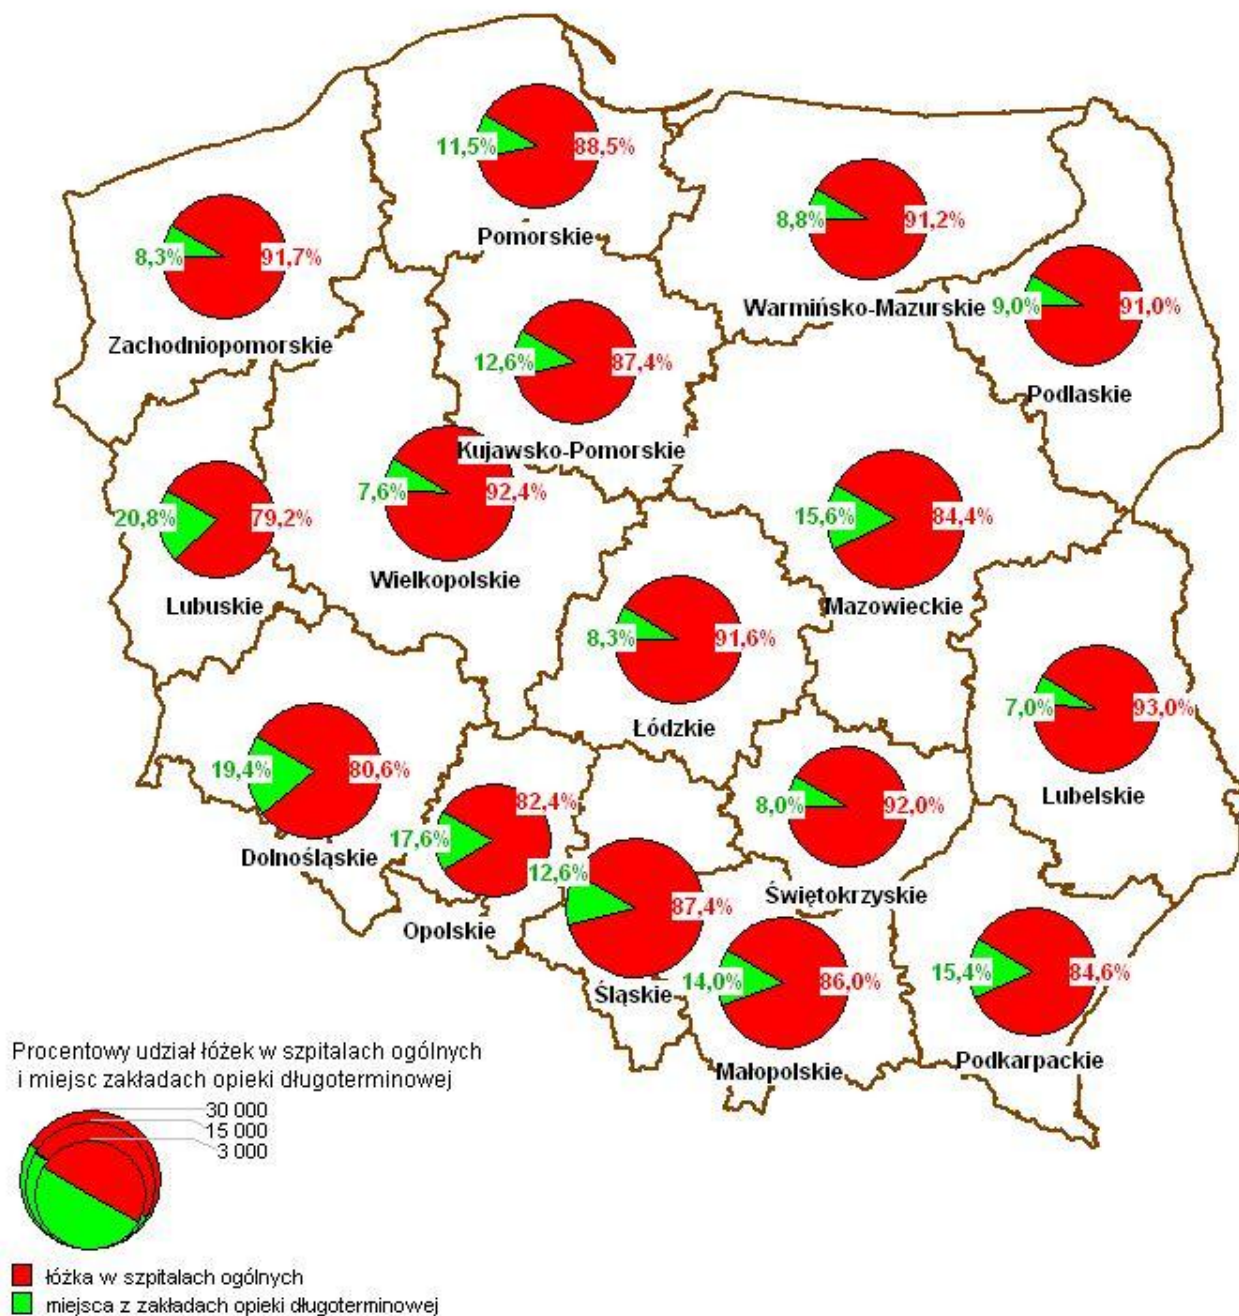 11,5% 88,5%
Pomorskie
8,8% 91,2%
Warmińsko-Mazurskie
8,3% 91,7%
Zachodniopomorskie
9,0% 91,0%
Podlaskie
12,6% 87,4%
Kujawsko-Pomorskie
7,6% 92,4%
Wielkopolskie
20,8% 79,2%
Lubuskie
15,6% 84,4%
Mazowieckie
8,3% 91,6%
Łódzkie
7,0% 93,0%
Lubelskie
19,4% 80,6%
Dolnośląskie
17,6% 82,4%
Opolskie
12,6% 87,4%
Śląskie
8,0% 92,0%
Świętokrzyskie
14,0% 86,0%
Małopolskie
15,4% 84,6%
Podkarpackie
Procentowy udział łóżek w szpitalach ogólnych
i miejsc zakładach opieki długoterminowej
30 000
15 000
3 000
łóżka w szpitalach ogólnych
miejsca z zakładach opieki długoterminowej